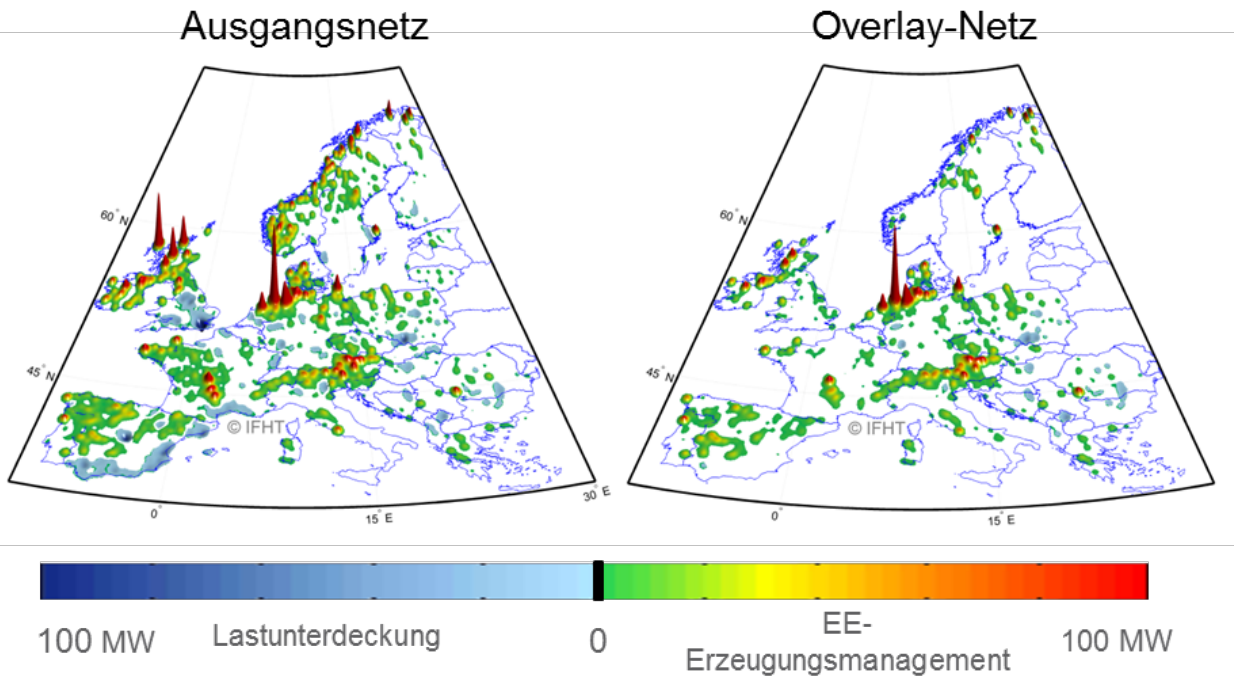 Ausgangsnetz
Overlay-Netz
60° N
45° N
0°
15° E
30° E
© IFHT
60° N
45° N
0°
15° E
© IFHT
100 MW
Lastunterdeckung
0
EE-
Erzeugungsmanagement
100 MW